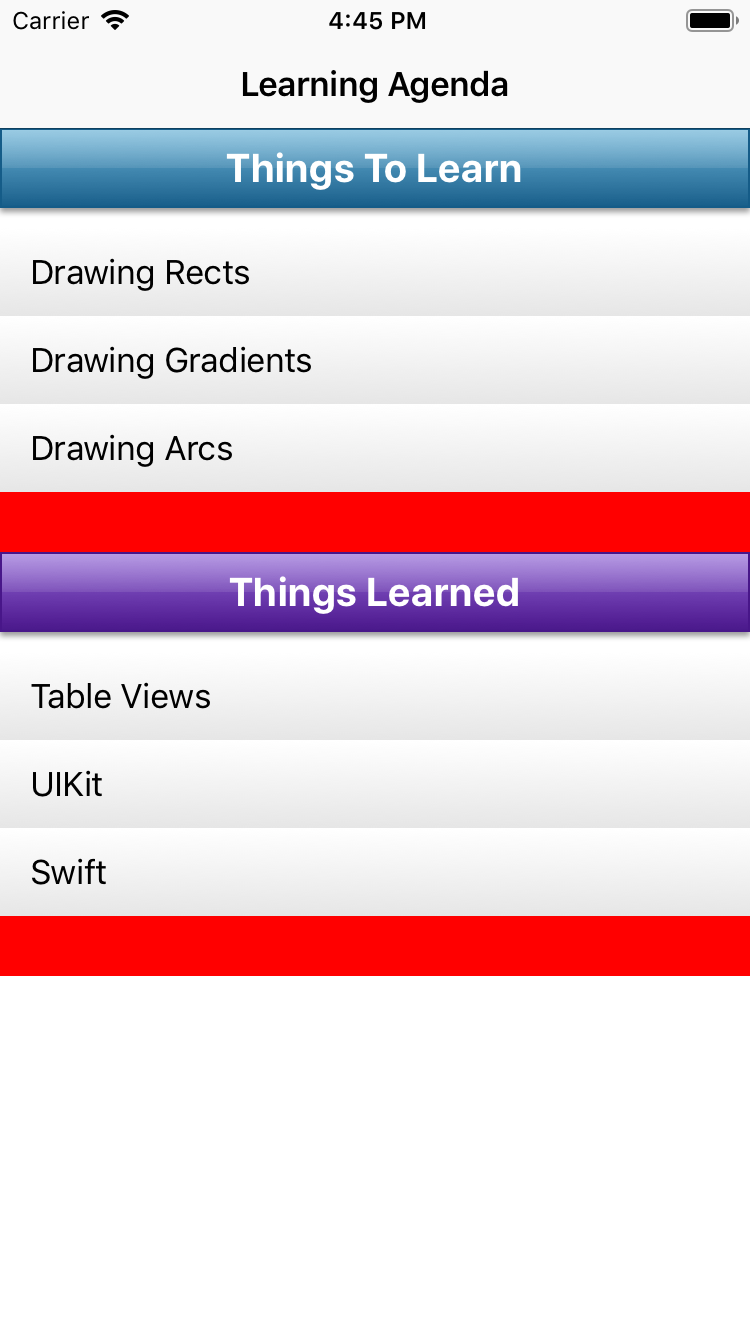 Carrier 4:45 PM
Learning Agenda
Things To Learn
Drawing Rects
Drawing Gradients
Drawing Arcs
Things Learned
Table Views
UIKit
Swift